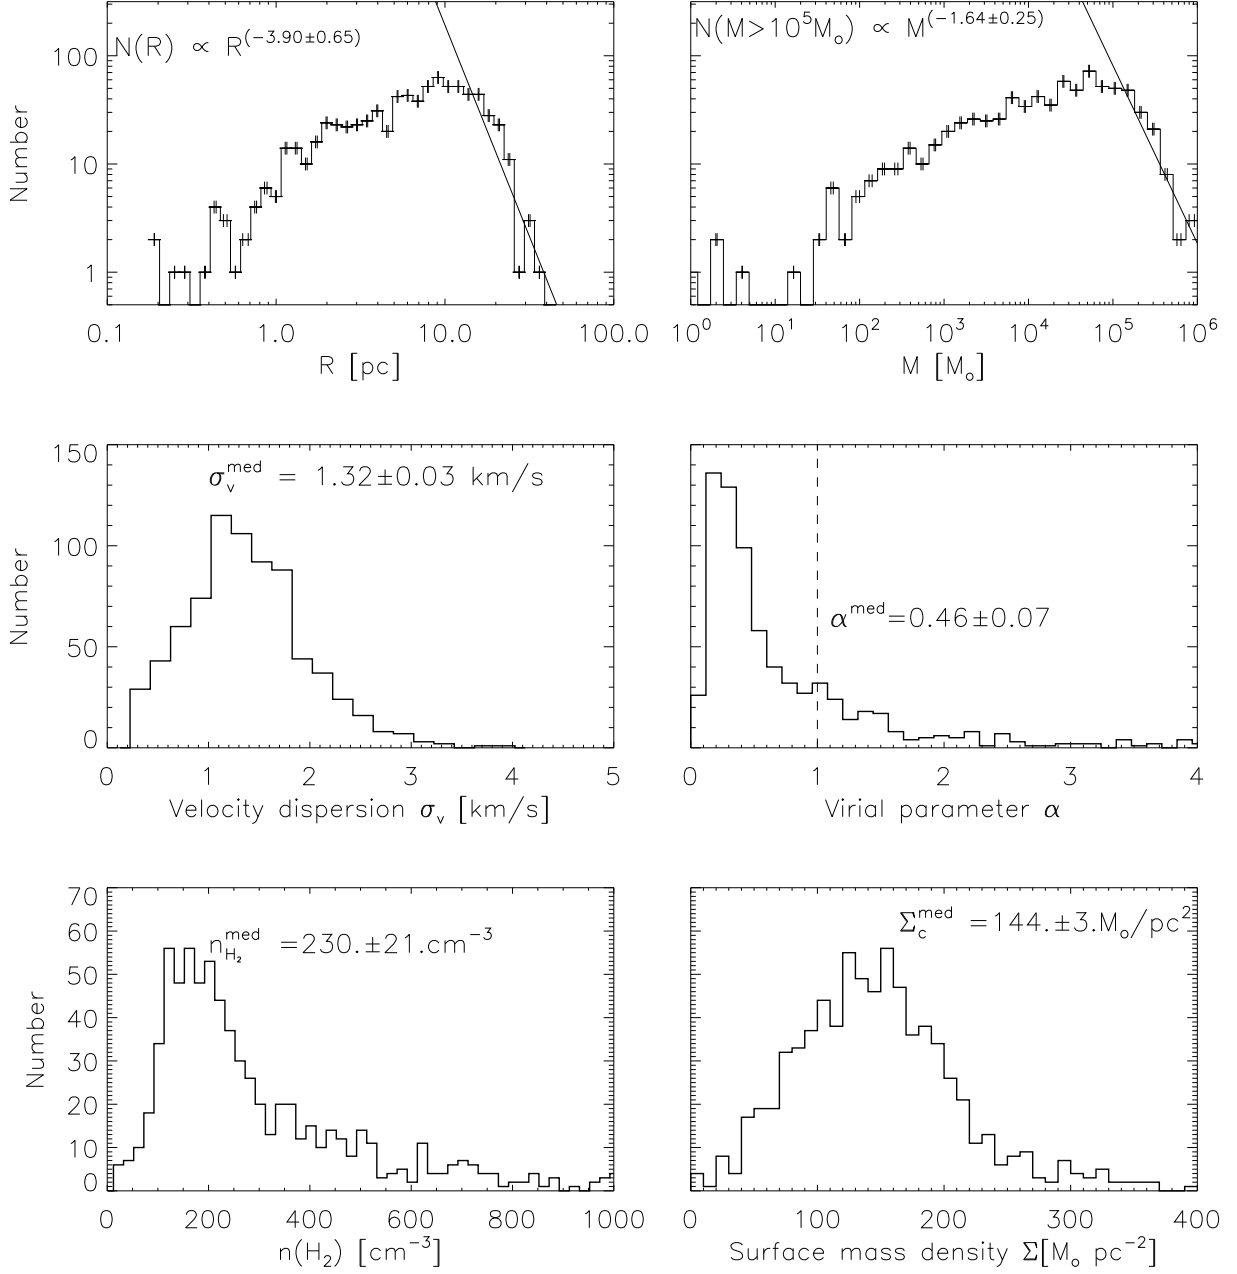 N(R) ∝ R^(−3.90±0.65)
100
10
1
Number
0.1 1.0 10.0 100.0
R [pc]
N(M>10^5M_o) ∝ M^(−1.64±0.25)
10^0 10^1 10^2 10^3 10^4 10^5 10^6
M [M_o]
σ_v^med = 1.32±0.03 km/s
150
100
50
0
Number
0 1 2 3 4 5
Velocity dispersion σ_v [km/s]
α^med=0.46±0.07
0 1 2 3 4
Virial parameter α
n_H₂^med =230.±21.cm^−3
70
60
50
40
30
20
10
0
Number
0 200 400 600 800 1000
n(H₂) [cm^−3]
Σ_c^med =144.±3.M_o/pc^2
0 100 200 300 400
Surface mass density Σ[M_o pc^−2]